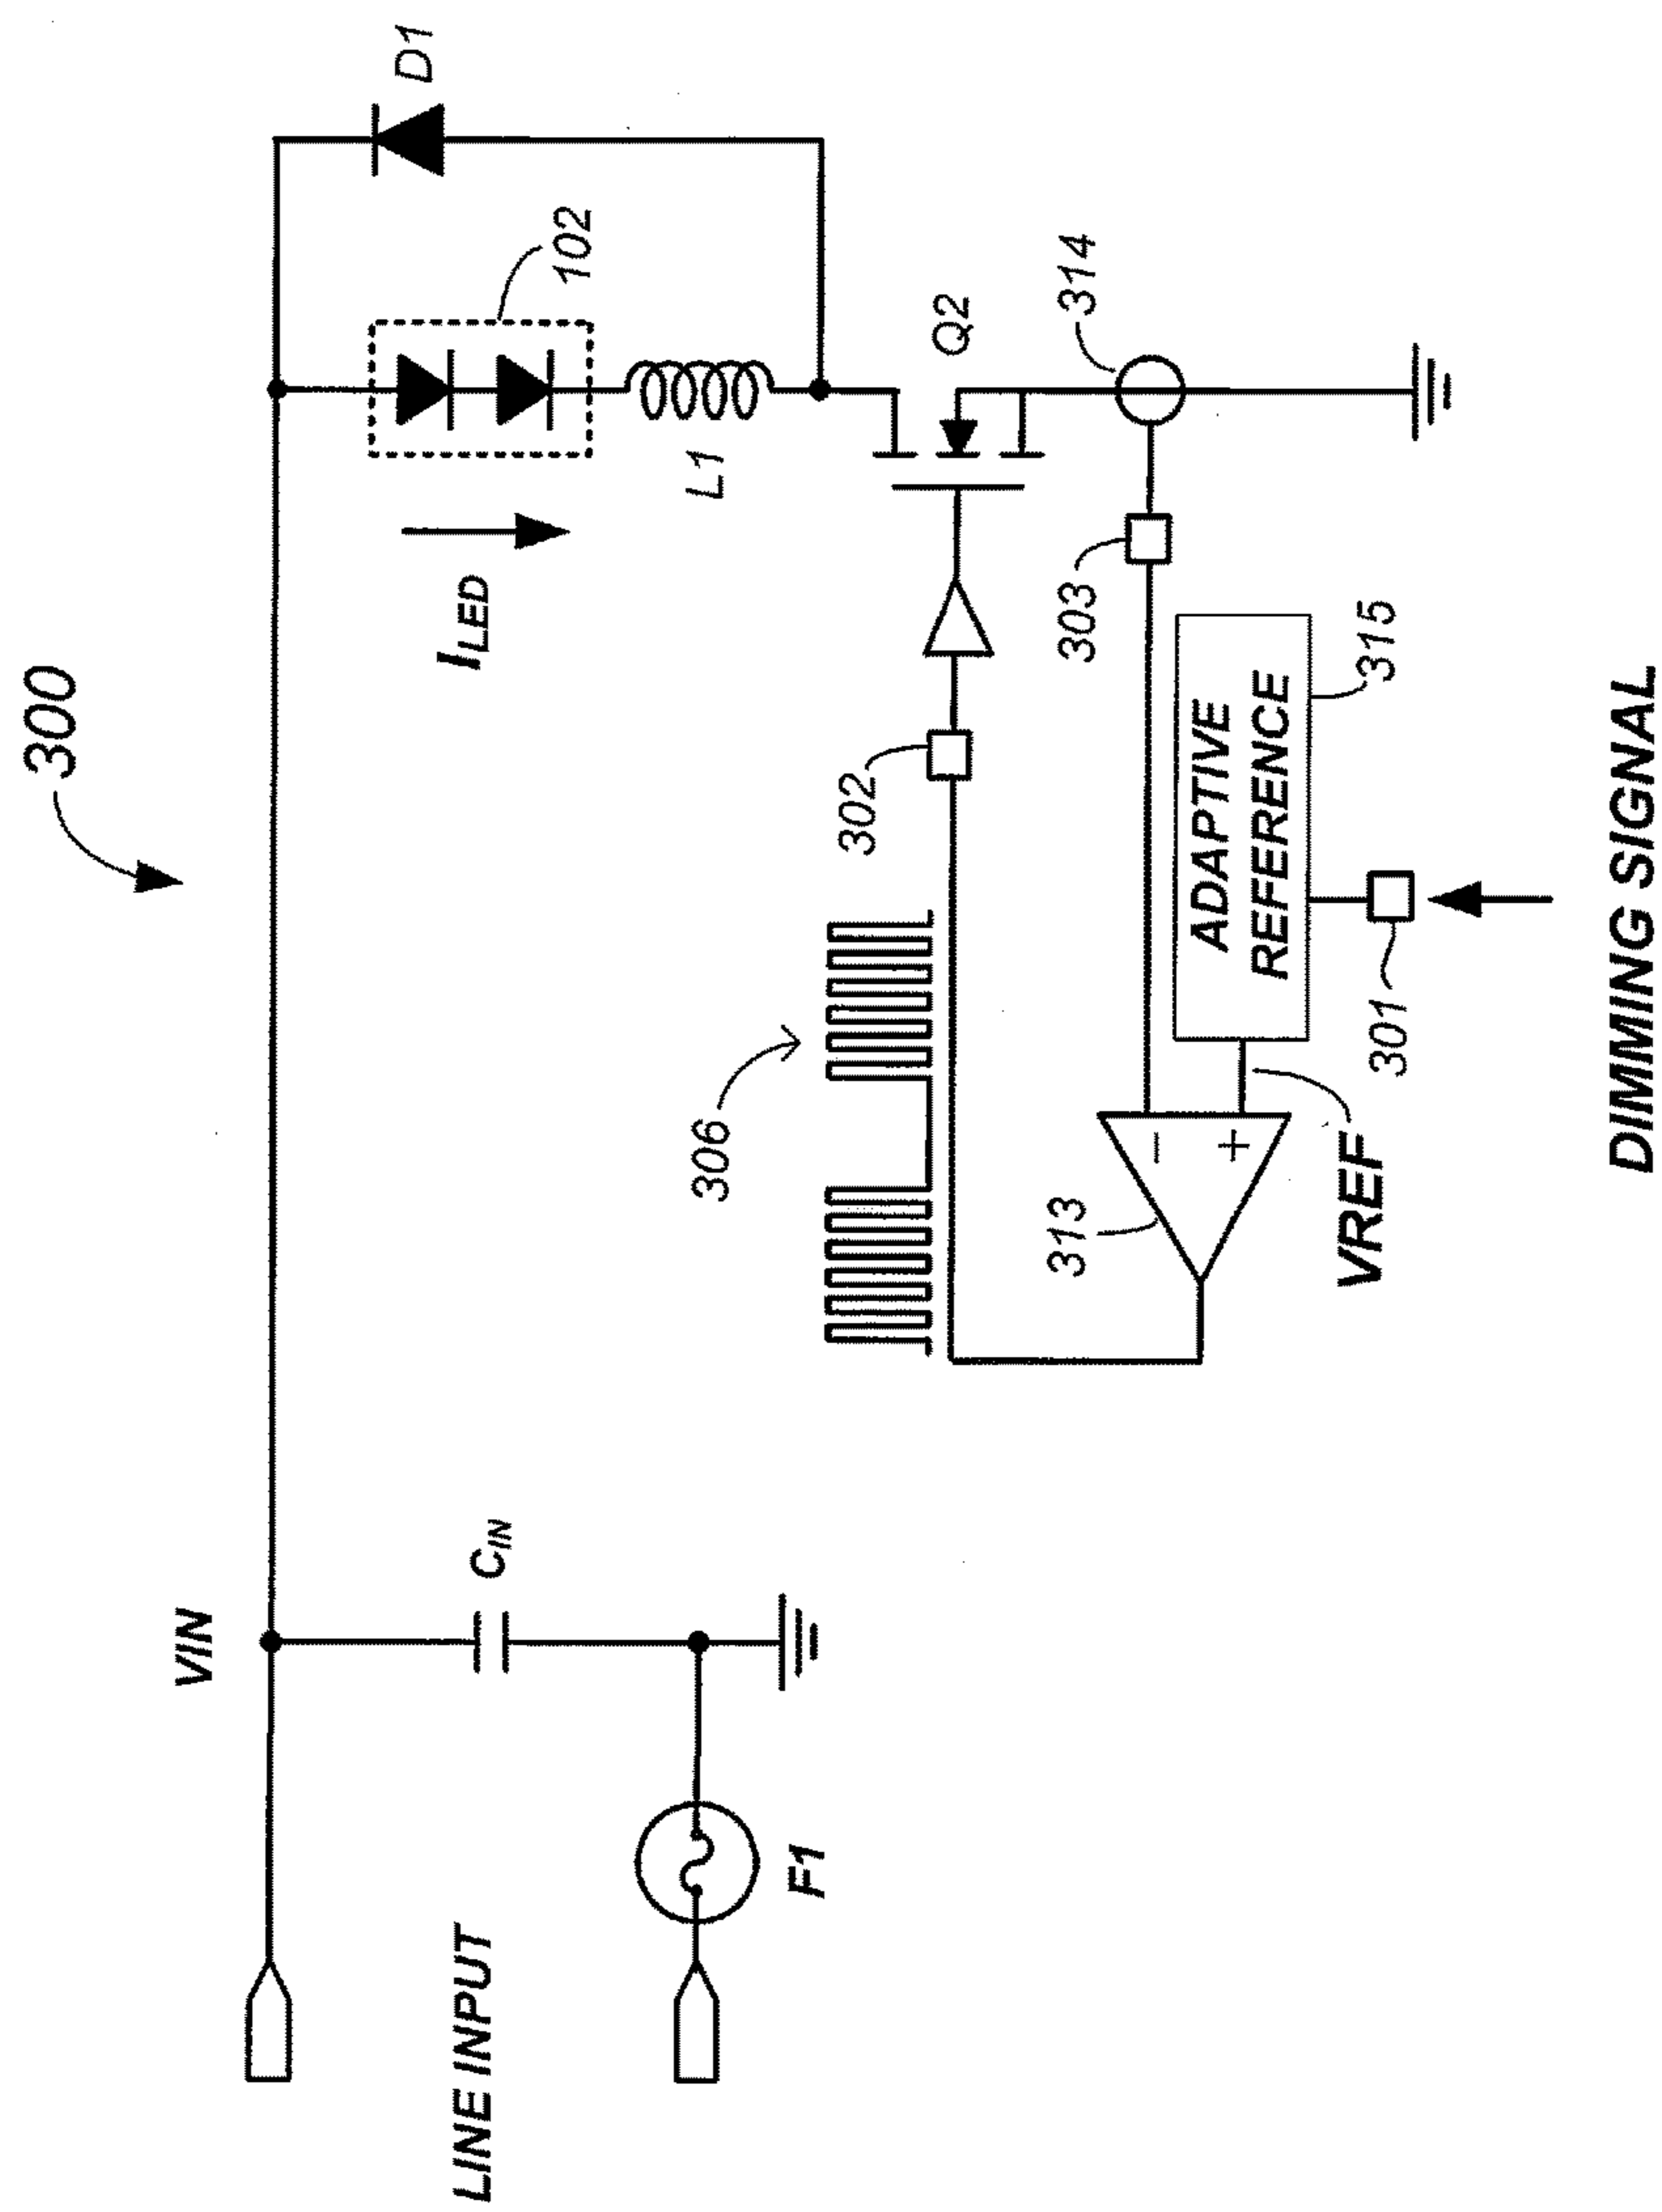 300
VIN
LINE INPUT
CIN
F1
ILED
102
D1
L1
Q2
306
302
303
314
313
ADAPTIVE
REFERENCE
315
VREF
301
DIMMING SIGNAL
−
+